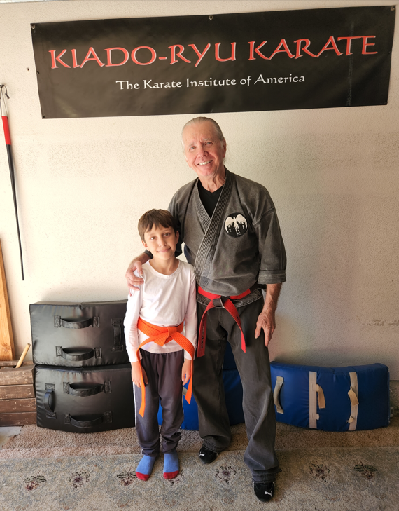 KIADO-RYU KARATE
The Karate Institute of America